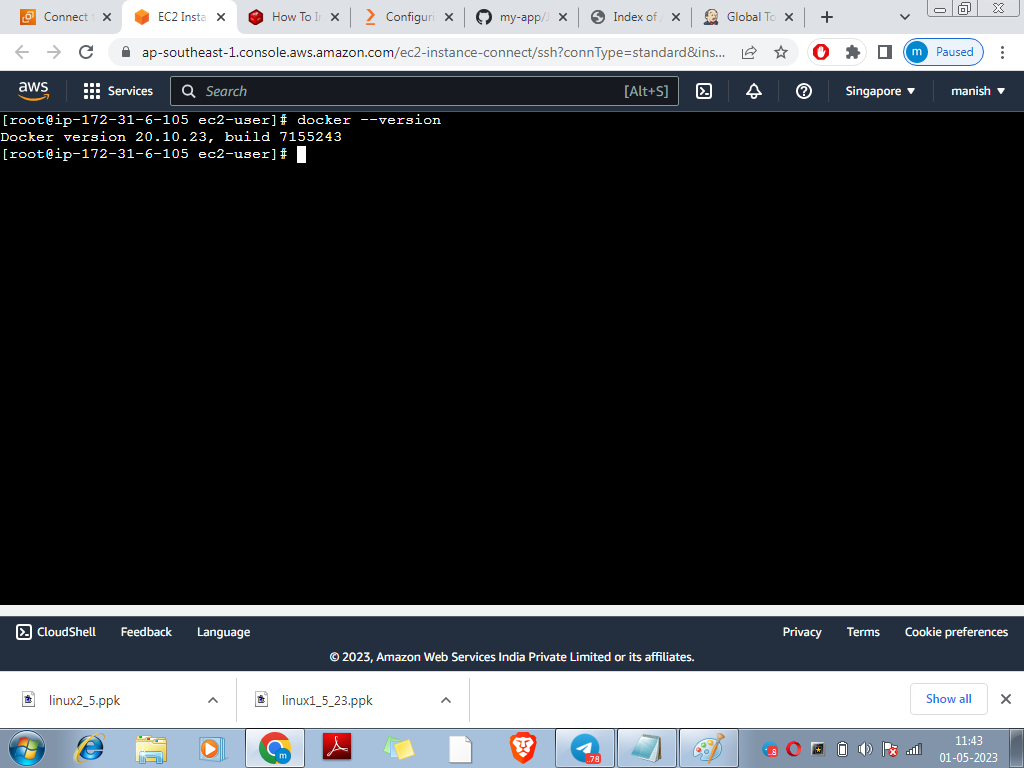 Connect
EC2 Insta
How To I
Configuri
my-app/
Index of
Global To
ap-southeast-1.console.aws.amazon.com/ec2-instance-connect/ssh?connType=standard&ins...
m Paused
aws
Services
Search
[Alt+S]
Singapore
manish
[root@ip-172-31-6-105 ec2-user]# docker --version
Docker version 20.10.23, build 7155243
[root@ip-172-31-6-105 ec2-user]#
CloudShell
Feedback
Language
Privacy
Terms
Cookie preferences
© 2023, Amazon Web Services India Private Limited or its affiliates.
linux2_5.ppk
linux1_5_23.ppk
Show all
m
.78
11:43
01-05-2023